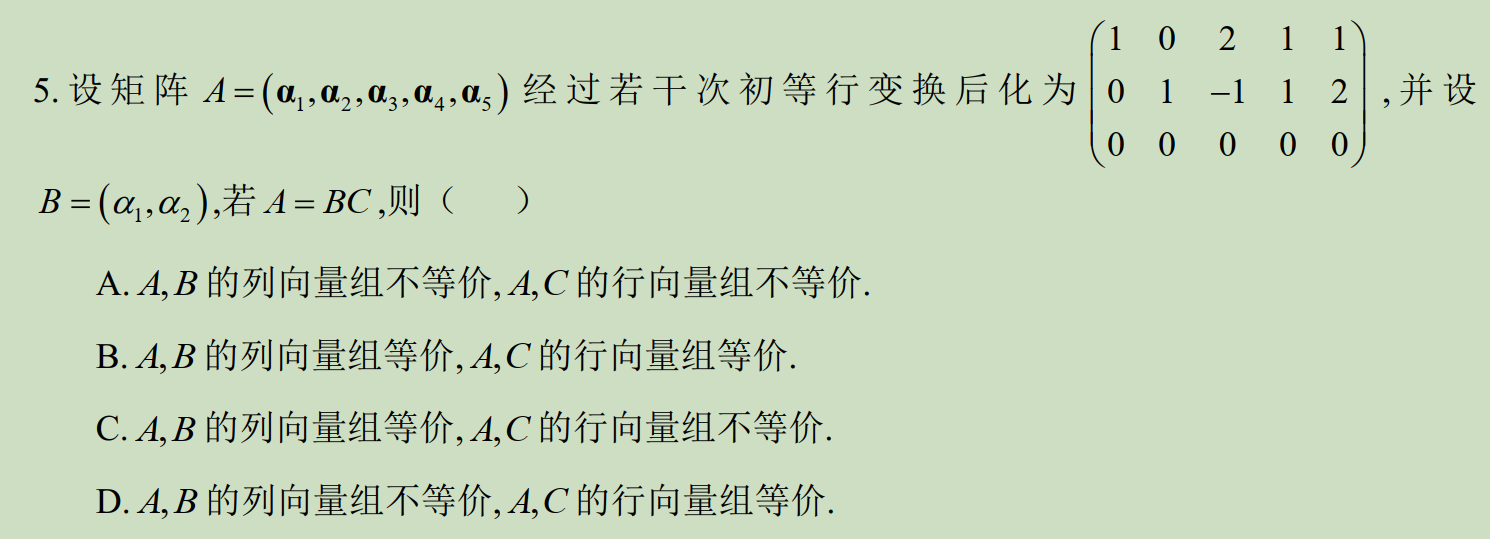 5. 设矩阵 A=(α₁,α₂,α₃,α₄,α₅) 经过若干次初等行变换后化为 (1 0 2 1 1
0 1 −1 1 2
0 0 0 0 0) ,并设
B=(α₁,α₂),若 A=BC ,则（ ）
A. A,B 的列向量组不等价, A,C 的行向量组不等价.
B. A,B 的列向量组等价, A,C 的行向量组等价.
C. A,B 的列向量组等价, A,C 的行向量组不等价.
D. A,B 的列向量组不等价, A,C 的行向量组等价.